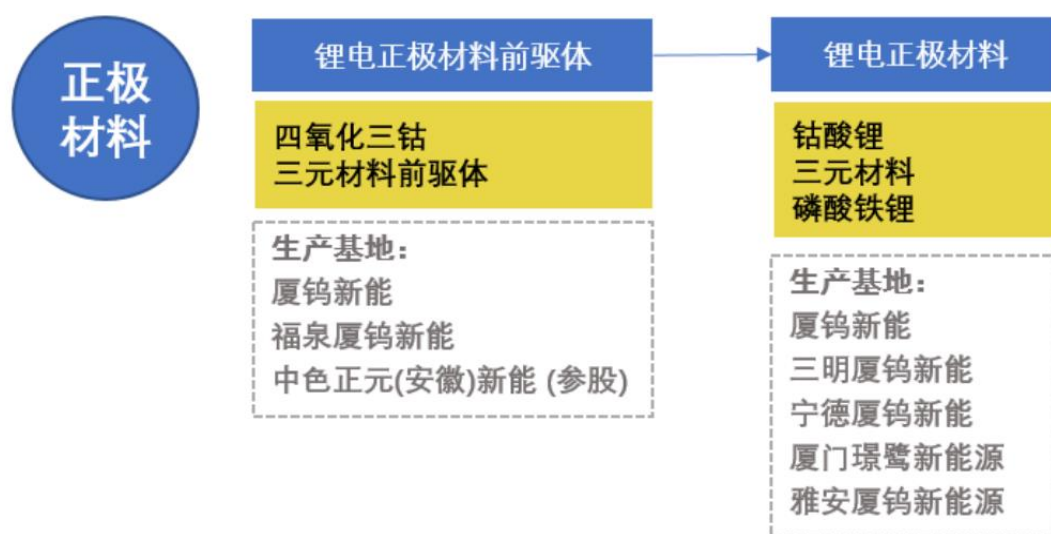 正极
材料
锂电正极材料前驱体
四氧化三钴
三元材料前驱体
生产基地：
厦钨新能
福泉厦钨新能
中色正元(安徽)新能 (参股)
锂电正极材料
钴酸锂
三元材料
磷酸铁锂
生产基地：
厦钨新能
三明厦钨新能
宁德厦钨新能
厦门璟鹭新能源
雅安厦钨新能源